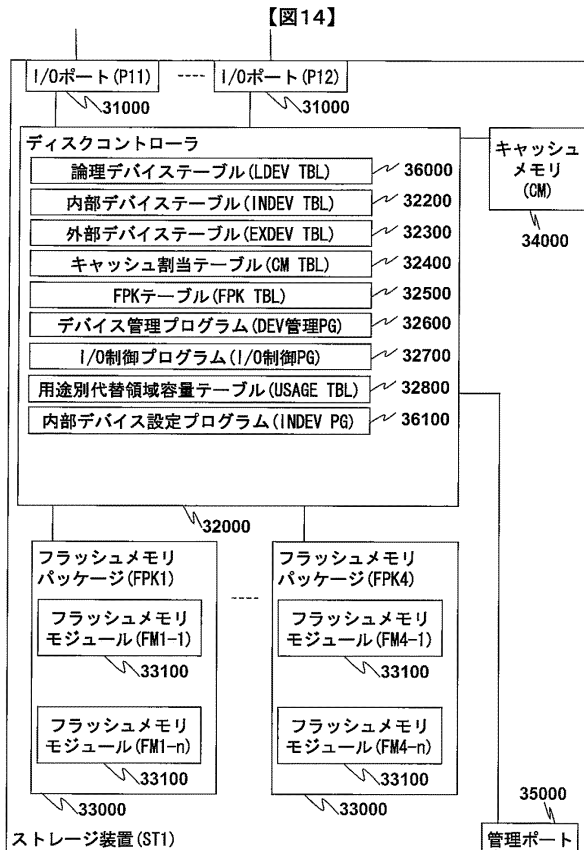 【図14】
I/Oポート(P11)
I/Oポート(P12)
31000
31000
ディスクコントローラ
論理デバイステーブル(LDEV TBL)
36000
内部デバイステーブル(INDEV TBL)
32200
外部デバイステーブル(EXDEV TBL)
32300
キャッシュ割当テーブル(CM TBL)
32400
FPKテーブル(FPK TBL)
32500
デバイス管理プログラム(DEV管理PG)
32600
I/O制御プログラム(I/O制御PG)
32700
用途別代替領域容量テーブル(USAGE TBL)
32800
内部デバイス設定プログラム(INDEV PG)
36100
キャッシュ
メモリ
(CM)
34000
32000
フラッシュメモリ
パッケージ(FPK1)
フラッシュメモリ
モジュール(FM1-1)
33100
フラッシュメモリ
モジュール(FM1-n)
33100
33000
フラッシュメモリ
パッケージ(FPK4)
フラッシュメモリ
モジュール(FM4-1)
33100
フラッシュメモリ
モジュール(FM4-n)
33100
33000
35000
ストレージ装置(ST1)
管理ポート